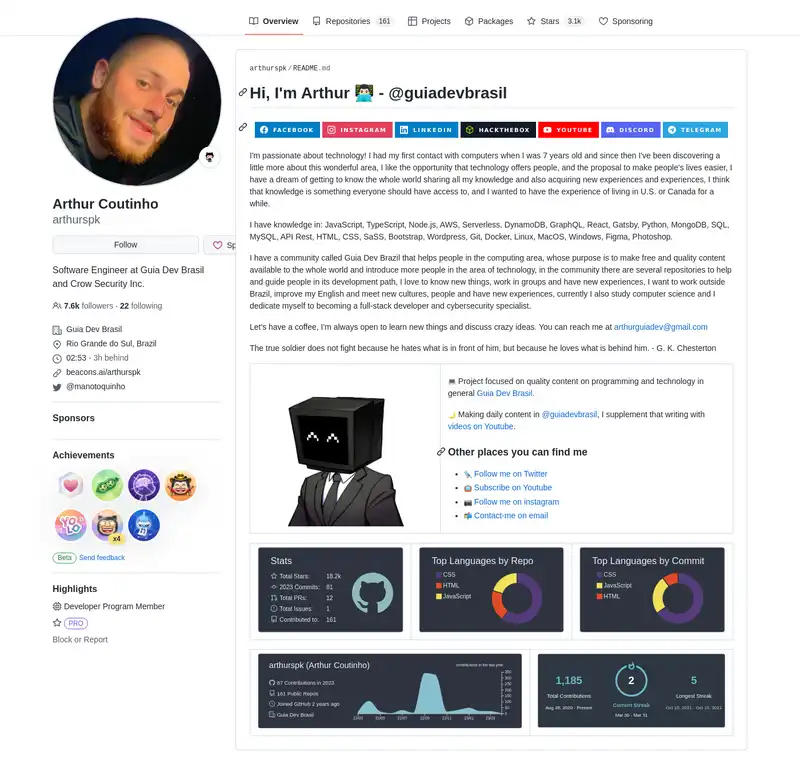 Overview
Repositories 161
Projects
Packages
Stars 3.1k
Sponsoring
Arthur Coutinho
arthurspk
Follow
Sp
Software Engineer at Guia Dev Brasil
and Crow Security Inc.
7.6k followers · 22 following
Guia Dev Brasil
Rio Grande do Sul, Brazil
02:53 - 3h behind
beacons.ai/arthurspk
@manotoquinho
Sponsors
Achievements
YOLO
x4
Beta Send feedback
Highlights
Developer Program Member
PRO
Block or Report
arthurspk/README.md
Hi, I'm Arthur - @guiadevbrasil
FACEBOOK
INSTAGRAM
LINKEDIN
HACKTHEBOX
YOUTUBE
DISCORD
TELEGRAM
I'm passionate about technology! I had my first contact with computers when I was 7 years old and since then I've been discovering a
little more about this wonderful area, I like the opportunity that technology offers people, and the proposal to make people's lives easier, I
have a dream of getting to know the whole world sharing all my knowledge and also acquiring new experiences and experiences, I think
that knowledge is something everyone should have access to, and I wanted to have the experience of living in U.S. or Canada for a
while.
I have knowledge in: JavaScript, TypeScript, Node.js, AWS, Serverless, DynamoDB, GraphQL, React, Gatsby, Python, MongoDB, SQL,
MySQL, API Rest, HTML, CSS, SaSS, Bootstrap, Wordpress, Git, Docker, Linux, MacOS, Windows, Figma, Photoshop.
I have a community called Guia Dev Brazil that helps people in the computing area, whose purpose is to make free and quality content
available to the whole world and introduce more people in the area of technology, in the community there are several repositories to help
and guide people in its development path, I love to know new things, work in groups and have new experiences, I want to work outside
Brazil, improve my English and meet new cultures, people and have new experiences, currently I also study computer science and I
dedicate myself to becoming a full-stack developer and cybersecurity specialist.
Let's have a coffee, I'm always open to learn new things and discuss crazy ideas. You can reach me at arthurguiadev@gmail.com
The true soldier does not fight because he hates what is in front of him, but because he loves what is behind him. - G. K. Chesterton
Project focused on quality content on programming and technology in
general Guia Dev Brasil.
Making daily content in @guiadevbrasil, I supplement that writing with
videos on Youtube.
Other places you can find me
Follow me on Twitter
Subscribe on Youtube
Follow me on instagram
Contact-me on email
Stats
Total Stars: 18.2k
2023 Commits: 81
Total PRs: 12
Total Issues: 1
Contributed to: 161
Top Languages by Repo
CSS
HTML
JavaScript
Top Languages by Commit
CSS
JavaScript
HTML
arthurspk (Arthur Coutinho)
contributions in the last year
87 Contributions in 2023
161 Public Repos
Joined GitHub 2 years ago
Guia Dev Brasil
350
300
250
200
150
100
50
0
1,185
Total Contributions
Aug 28, 2020 - Present
2
Current Streak
Mar 30 - Mar 31
5
Longest Streak
Oct 10, 2021 - Oct 15, 2021